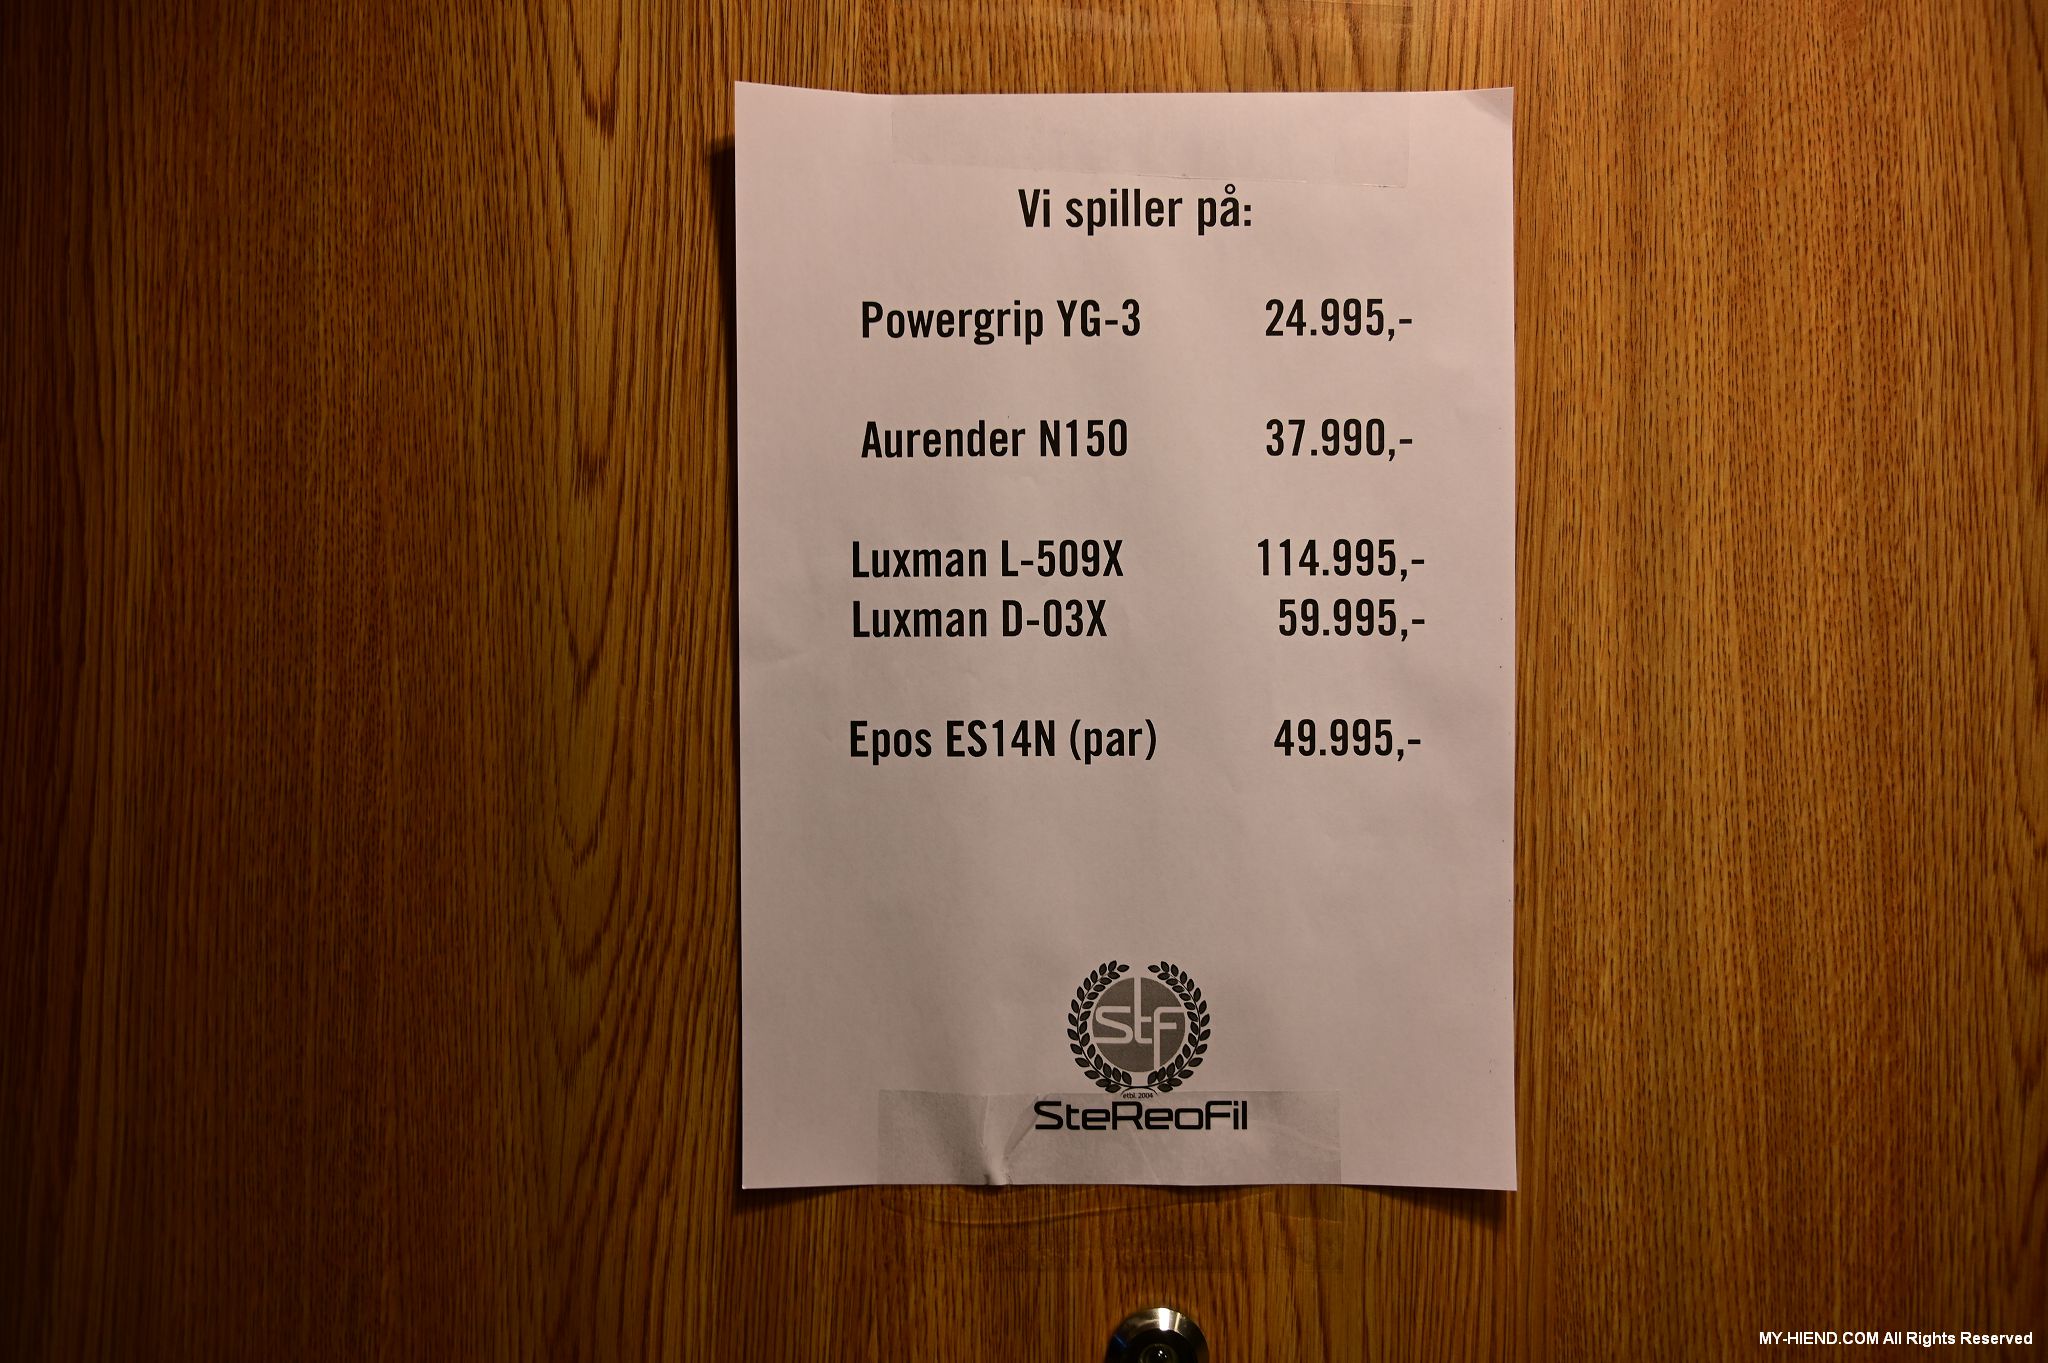 Vi spiller på:
Powergrip YG-3 24.995,-
Aurender N150 37.990,-
Luxman L-509X 114.995,-
Luxman D-03X 59.995,-
Epos ES14N (par) 49.995,-
stf
etbl. 2004
SteReoFil
MY-HIEND.COM All Rights Reserved